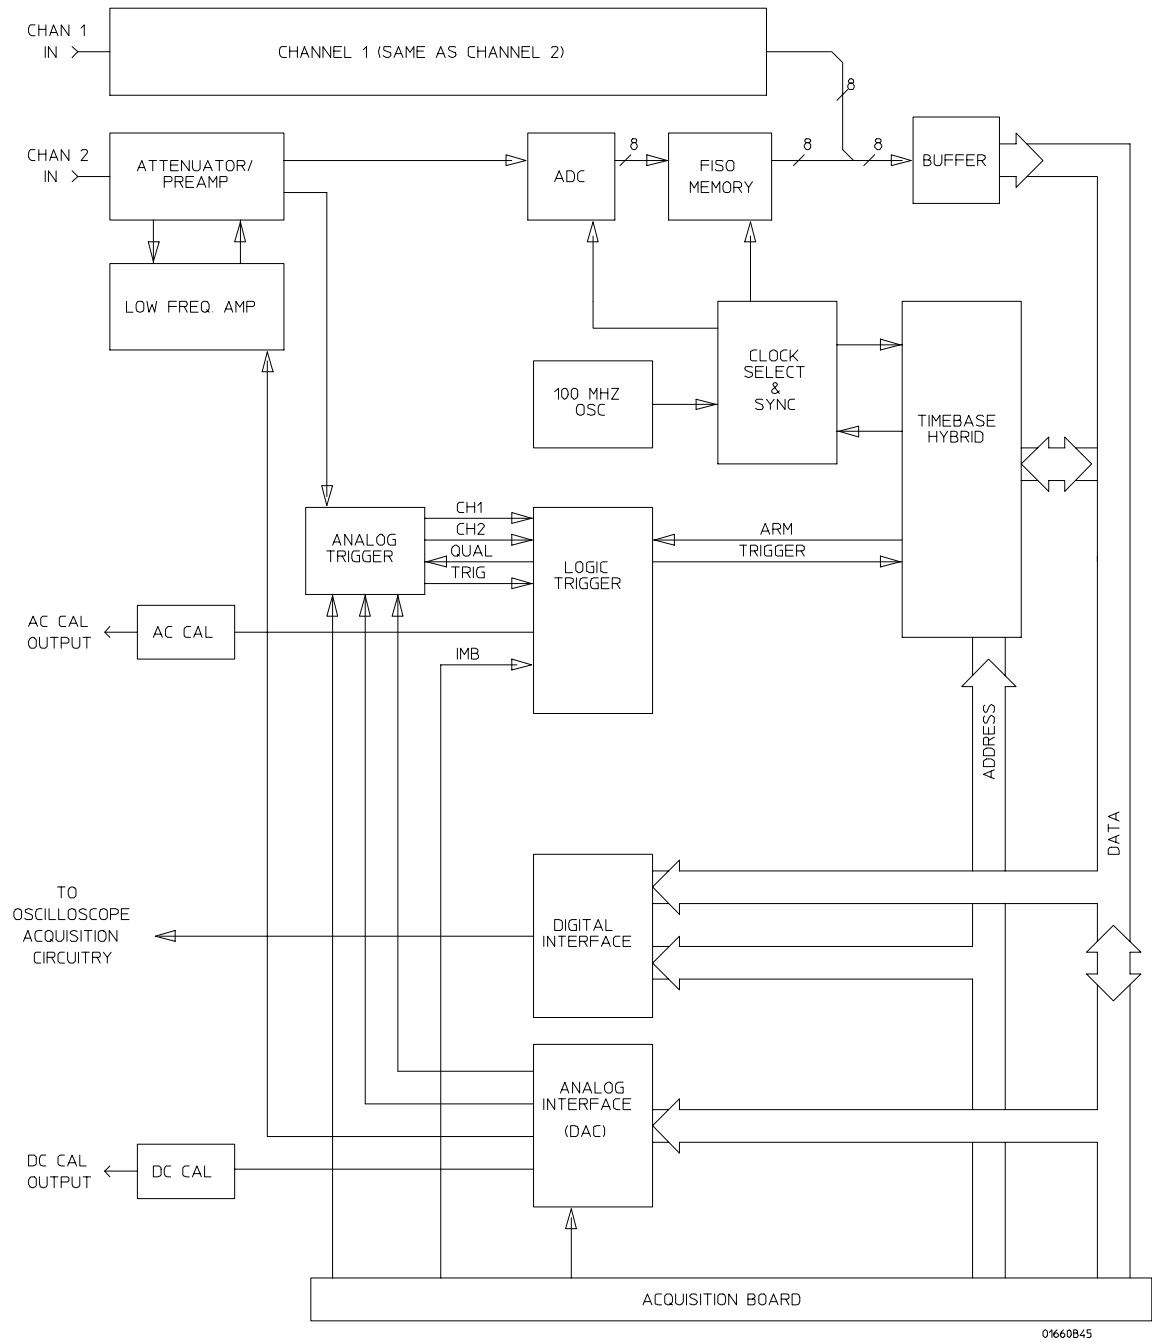 CHAN 1
IN
CHANNEL 1 (SAME AS CHANNEL 2)
8
CHAN 2
IN
ATTENUATOR/
PREAMP
ADC
8
FISO
MEMORY
8
8
BUFFER
LOW FREQ. AMP
100 MHZ
OSC
CLOCK
SELECT
&
SYNC
TIMEBASE
HYBRID
ANALOG
TRIGGER
CH1
CH2
QUAL
TRIG
LOGIC
TRIGGER
ARM
TRIGGER
AC CAL
OUTPUT
AC CAL
IMB
ADDRESS
DATA
TO
OSCILLOSCOPE
ACQUISITION
CIRCUITRY
DIGITAL
INTERFACE
ANALOG
INTERFACE
(DAC)
DC CAL
OUTPUT
DC CAL
ACQUISITION BOARD
01660B45